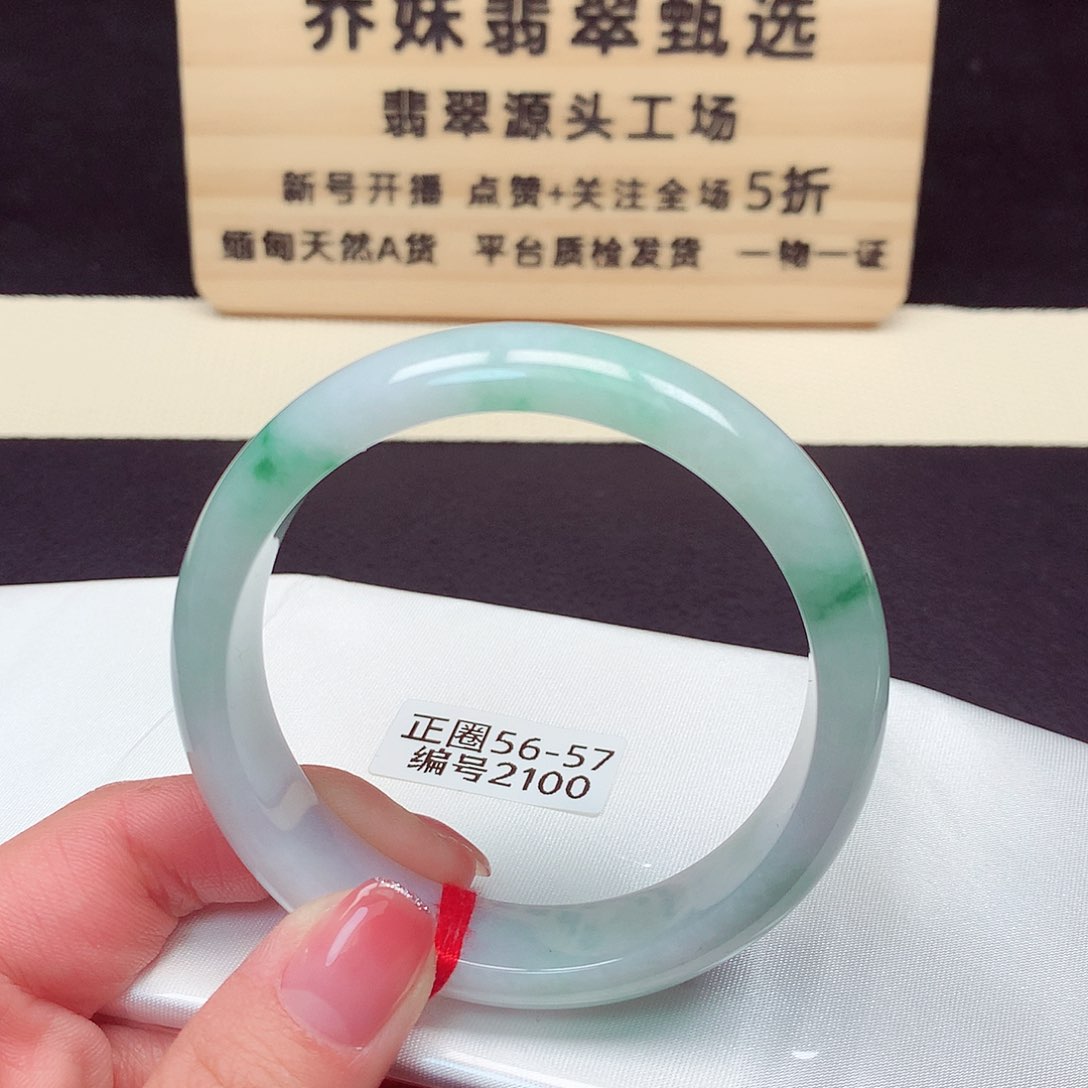 乔妹翡翠甄选
翡翠源头工场
新号开播 点赞+关注全场5折
缅甸天然A货 平台质检发货 一物一证
正圈56-57
编号2100